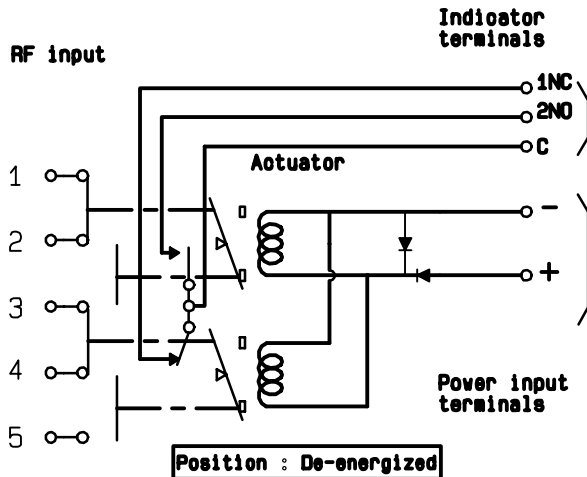 Indicator
terminals
RF input
1NC
2NO
C
Actuator
1
2
3
4
5
-
+
Power input
terminals
Position : De-energized